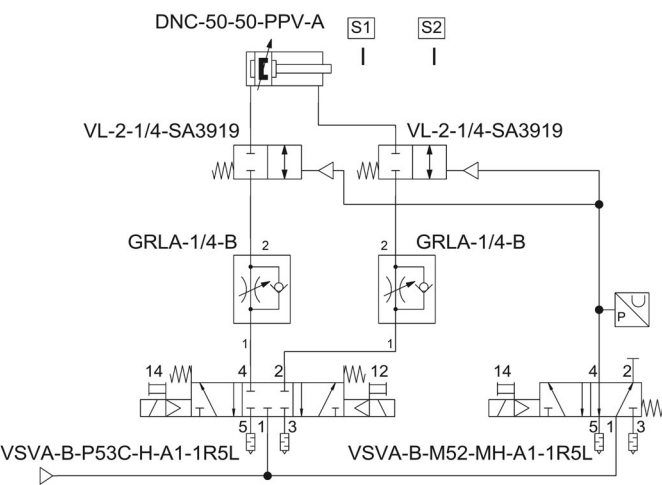 DNC-50-50-PPV-A
S1
S2
VL-2-1/4-SA3919
VL-2-1/4-SA3919
GRLA-1/4-B
2
2
GRLA-1/4-B
P
U
1
1
14
4
2
12
14
4
2
5
1
3
5
1
3
VSVA-B-P53C-H-A1-1R5L
VSVA-B-M52-MH-A1-1R5L